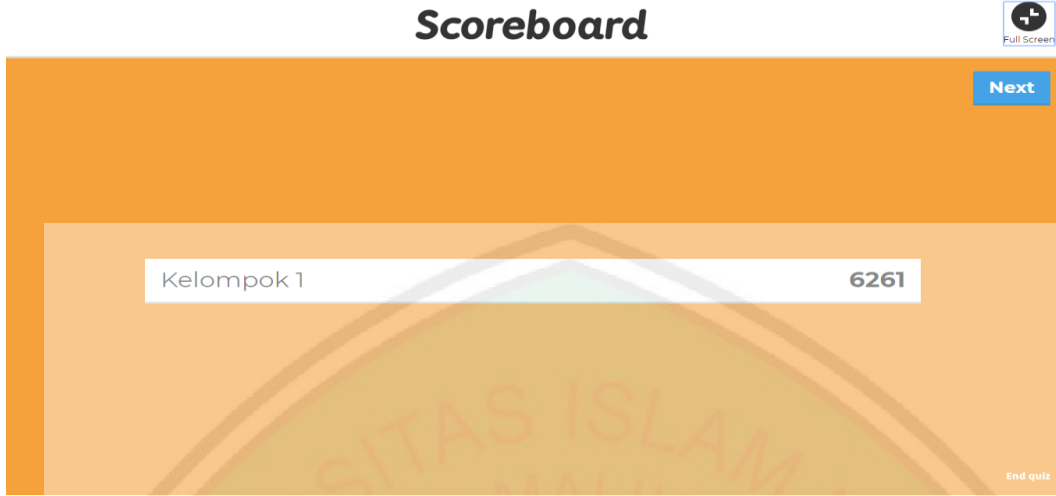 Scoreboard
Full Screen
Next
Kelompok 1 6261
SITAS ISLAM
End quiz